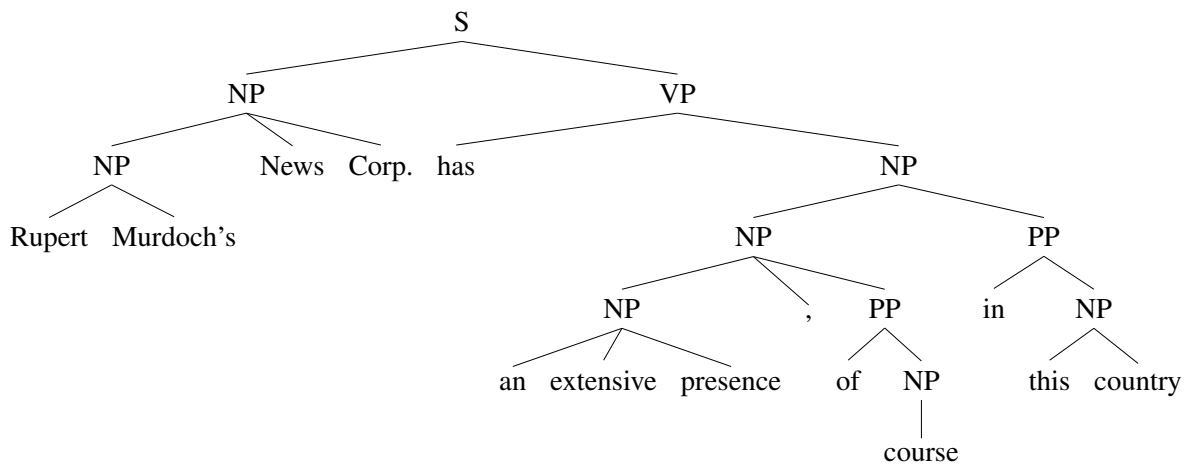 S
NP VP
NP News Corp. has NP
Rupert Murdoch's NP PP
NP , PP in NP
an extensive presence of NP this country
course